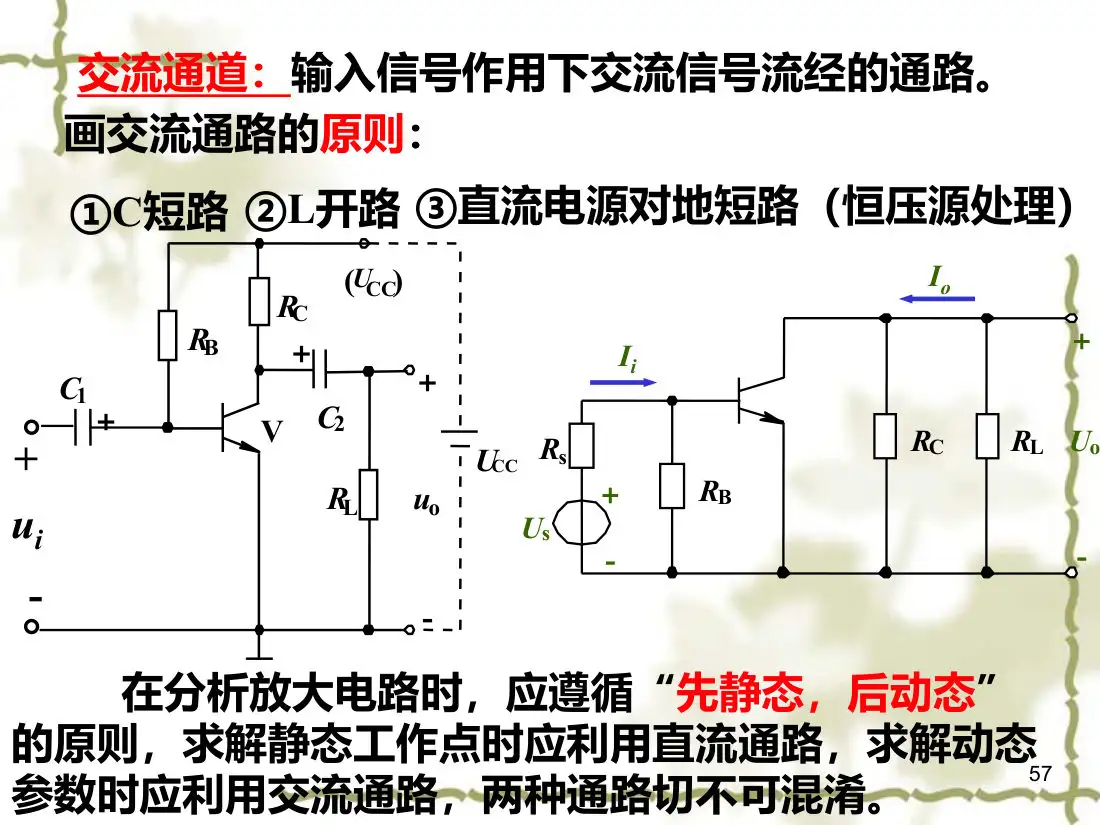 交流通道：输入信号作用下交流信号流经的通路。
画交流通路的原则：
①C短路 ②L开路 ③直流电源对地短路（恒压源处理）
(UCC)
RC
RB
C1
+
+
C2
V
+
+
ui
-
RL
uo
-
UCC
Io
Ii
+
Rs
RB
RC
RL
Uo
+
Us
-
-
在分析放大电路时，应遵循“先静态，后动态”
的原则，求解静态工作点时应利用直流通路，求解动态
参数时应利用交流通路，两种通路切不可混淆。
57